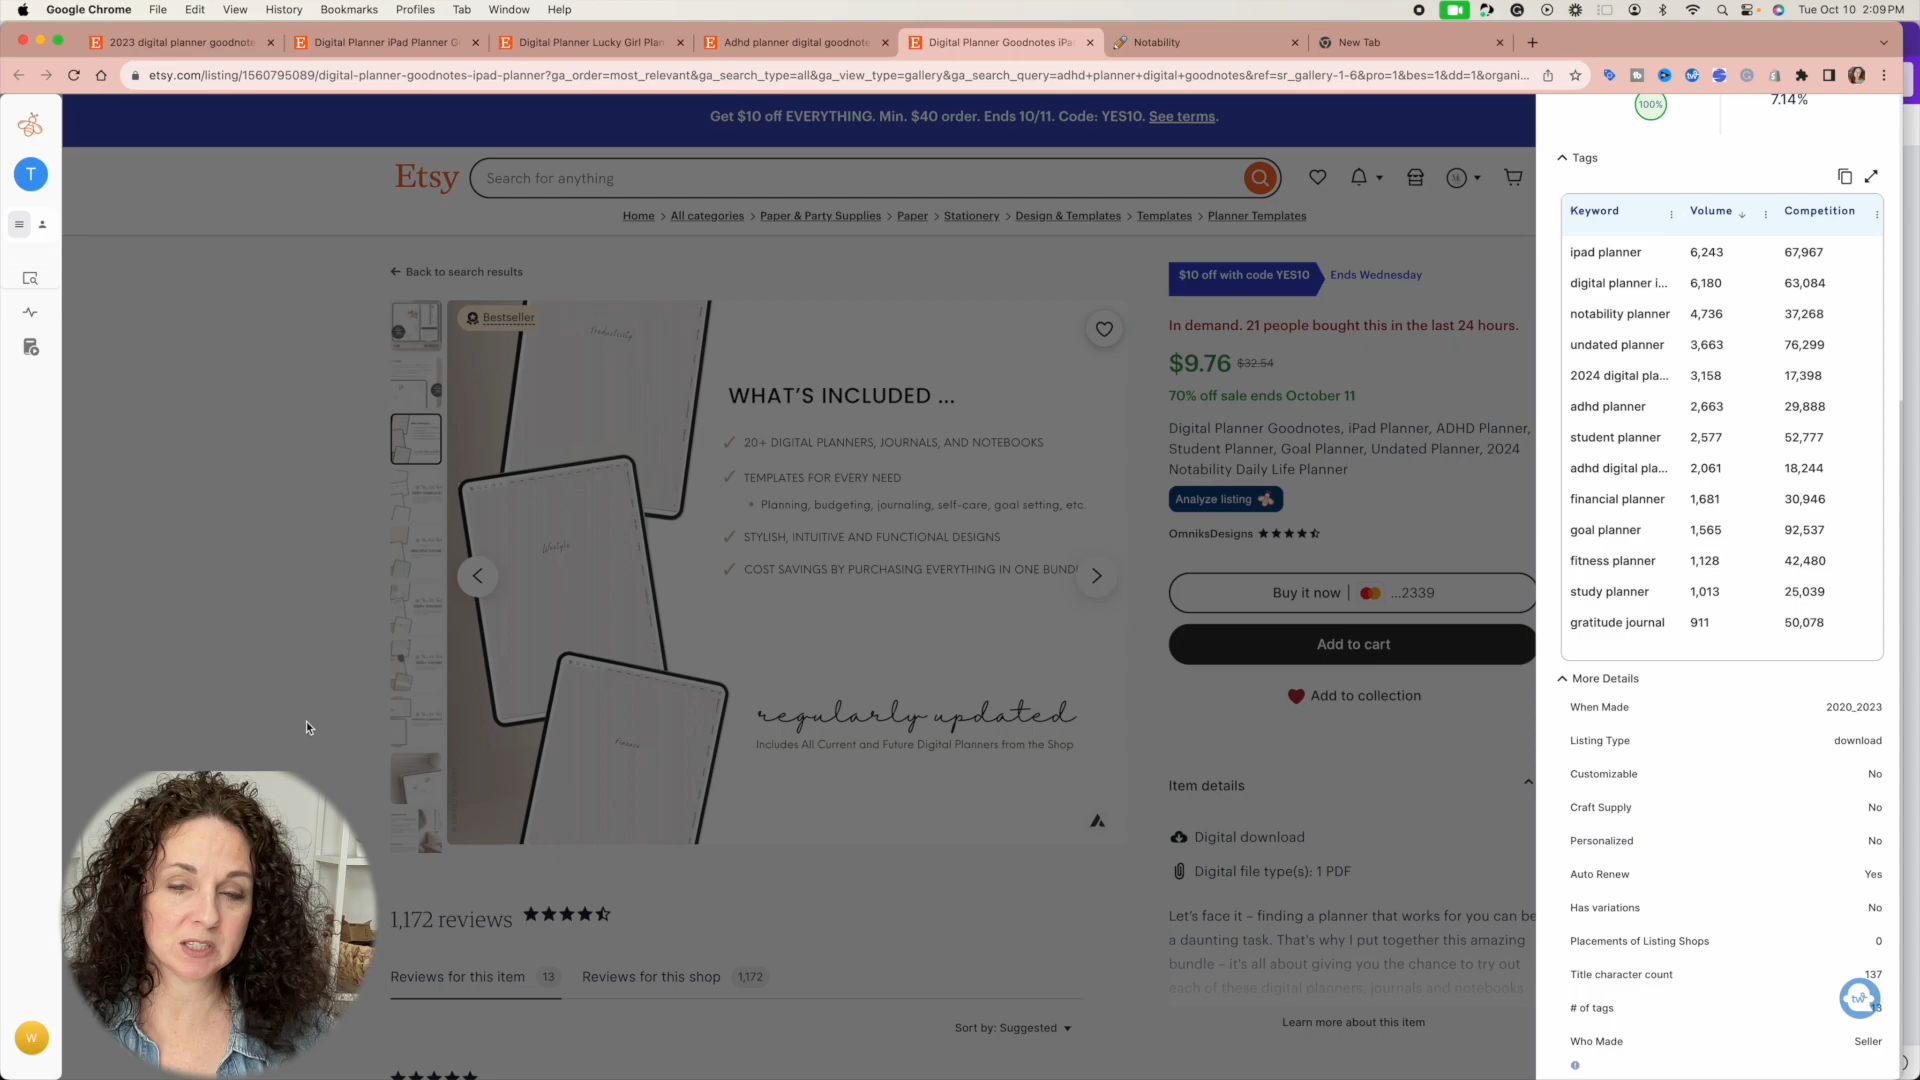 Google Chrome File Edit View History Bookmarks Profiles Tab Window Help Tue Oct 10 2:09 PM
2023 digital planner goodnote Digital Planner iPad Planner G Digital Planner Lucky Girl Plan Adhd planner digital goodnote Digital Planner Goodnotes iPa Notability New Tab
etsy.com/listing/1560795089/digital-planner-goodnotes-ipad-planner?ga_order=most_relevant&ga_search_type=all&ga_view_type=gallery&ga_search_query=adhd+planner+digital+goodnotes&ref=sr_gallery-1-6&pro=1&bes=1&dd=1&organi...
T
W
Get $10 off EVERYTHING. Min. $40 order. Ends 10/11. Code: YES10. See terms.
Etsy
Search for anything
Home > All categories > Paper & Party Supplies > Paper > Stationery > Design & Templates > Templates > Planner Templates
Back to search results
Bestseller
Productivity
Lifestyle
Finance
WHAT'S INCLUDED ...
20+ DIGITAL PLANNERS, JOURNALS, AND NOTEBOOKS
TEMPLATES FOR EVERY NEED
Planning, budgeting, journaling, self-care, goal setting, etc.
STYLISH, INTUITIVE AND FUNCTIONAL DESIGNS
COST SAVINGS BY PURCHASING EVERYTHING IN ONE BUNDL
regularly updated
Includes All Current and Future Digital Planners from the Shop
1,172 reviews
Reviews for this item 13 Reviews for this shop 1,172
Sort by: Suggested
$10 off with code YES10 Ends Wednesday
In demand. 21 people bought this in the last 24 hours.
$9.76 $32.54
70% off sale ends October 11
Digital Planner Goodnotes, iPad Planner, ADHD Planner,
Student Planner, Goal Planner, Undated Planner, 2024
Notability Daily Life Planner
Analyze listing
OmniksDesigns
Buy it now | ...2339
Add to cart
Add to collection
Item details
Digital download
Digital file type(s): 1 PDF
Let's face it – finding a planner that works for you can be
a daunting task. That's why I put together this amazing
bundle – it's all about giving you the chance to try out
each of these digital planners, journals and notebooks
Learn more about this item
100% 7.14%
Tags
Keyword Volume Competition
ipad planner 6,243 67,967
digital planner i... 6,180 63,084
notability planner 4,736 37,268
undated planner 3,663 76,299
2024 digital pla... 3,158 17,398
adhd planner 2,663 29,888
student planner 2,577 52,777
adhd digital pla... 2,061 18,244
financial planner 1,681 30,946
goal planner 1,565 92,537
fitness planner 1,128 42,480
study planner 1,013 25,039
gratitude journal 911 50,078
More Details
When Made 2020_2023
Listing Type download
Customizable No
Craft Supply No
Personalized No
Auto Renew Yes
Has variations No
Placements of Listing Shops 0
Title character count 137
# of tags 13
tw
Who Made Seller